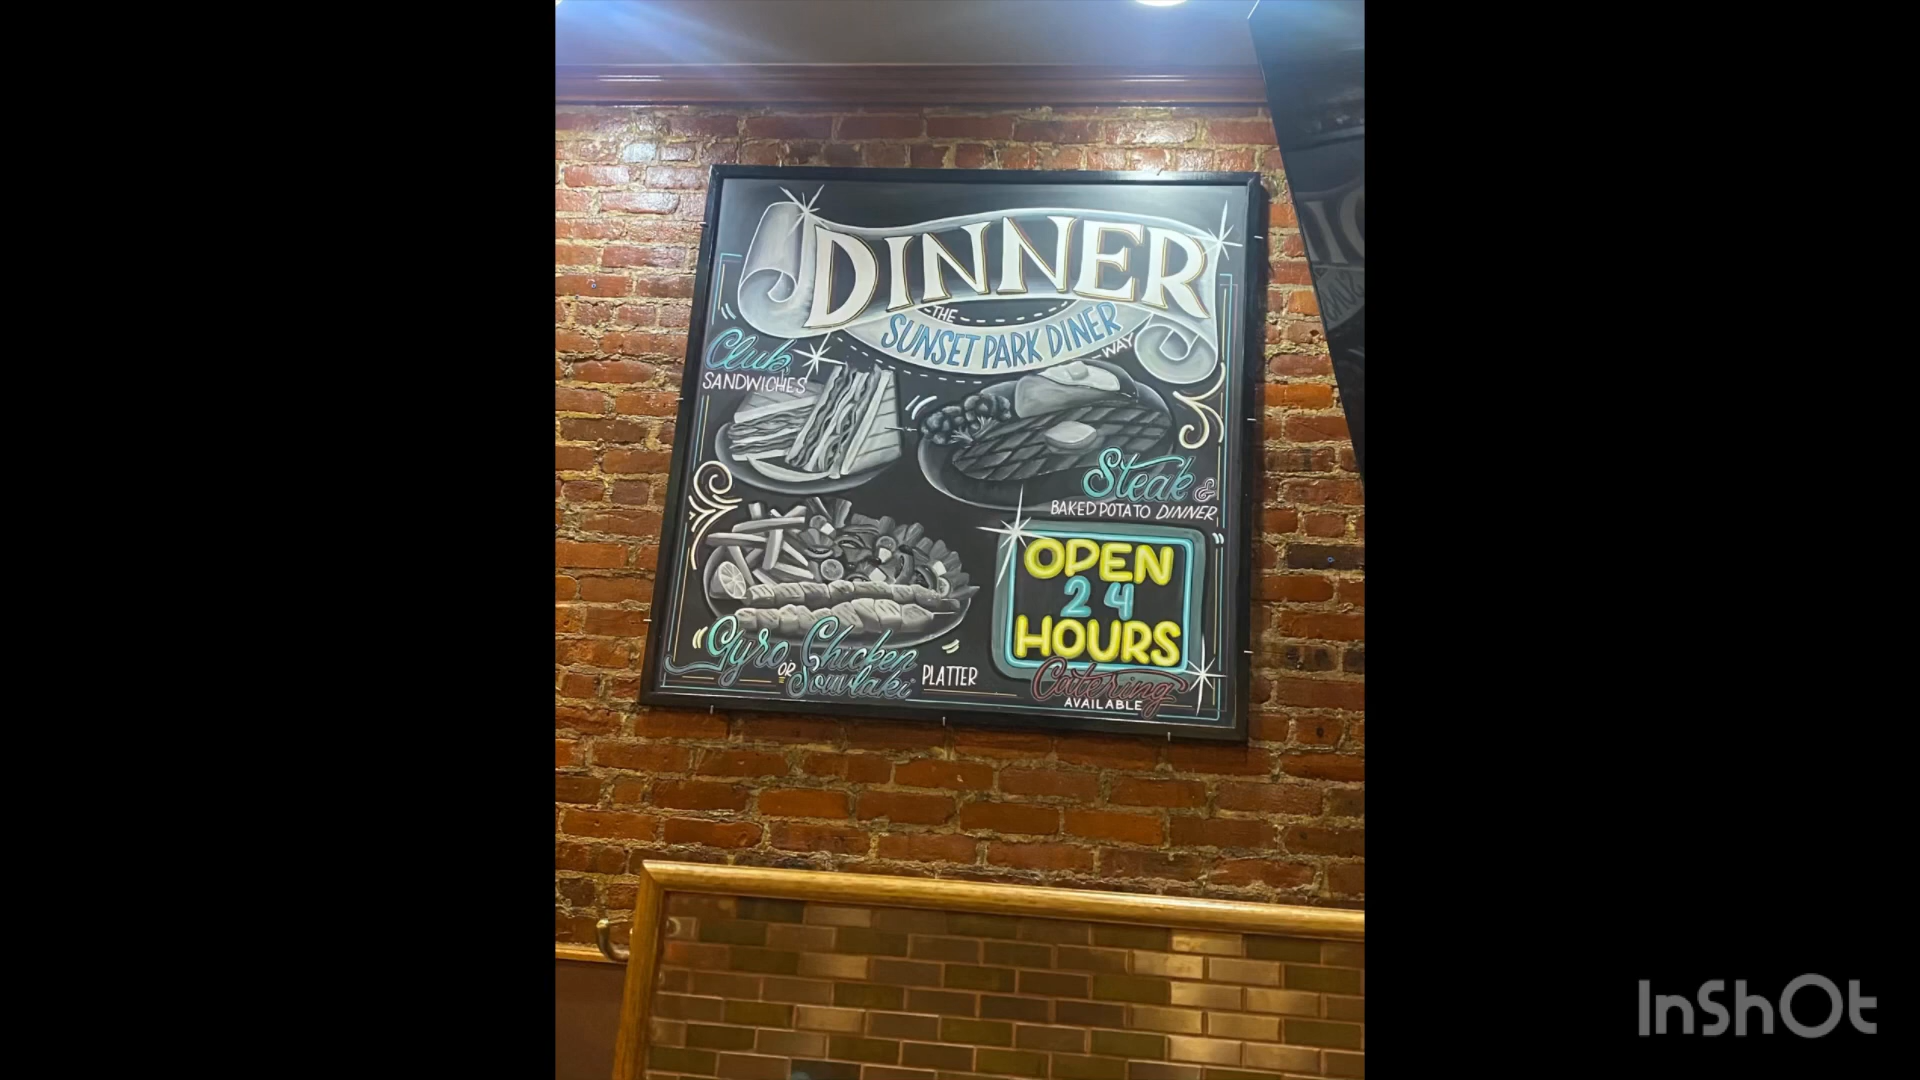 DINNER
THE
SUNSET PARK DINER
WAY
Club
SANDWICHES
Steak &
BAKED POTATO DINNER
OPEN
24
HOURS
Gyro OR Chicken
Souvlaki PLATTER
Catering
AVAILABLE
InShOt